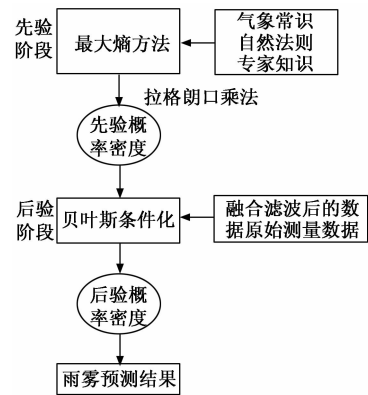 先验
阶段
最大熵方法
气象常识
自然法则
专家知识
拉格朗口乘法
先验概
率密度
后验
阶段
贝叶斯条件化
融合滤波后的数
据原始测量数据
后验概
率密度
雨雾预测结果